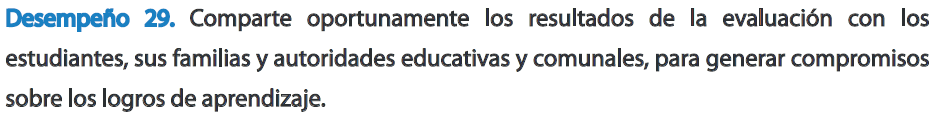 Desempeño 29. Comparte oportunamente los resultados de la evaluación con los
estudiantes, sus familias y autoridades educativas y comunales, para generar compromisos
sobre los logros de aprendizaje.